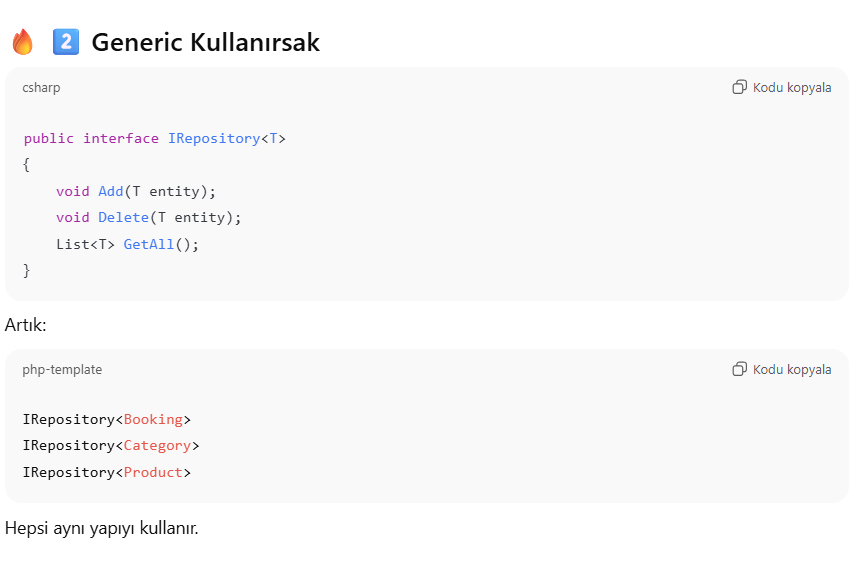 🔥 2️⃣ Generic Kullanırsak
csharp
Kodu kopyala
public interface IRepository<T>
{
    void Add(T entity);
    void Delete(T entity);
    List<T> GetAll();
}
Artık:
php-template
Kodu kopyala
IRepository<Booking>
IRepository<Category>
IRepository<Product>
Hepsi aynı yapıyı kullanır.